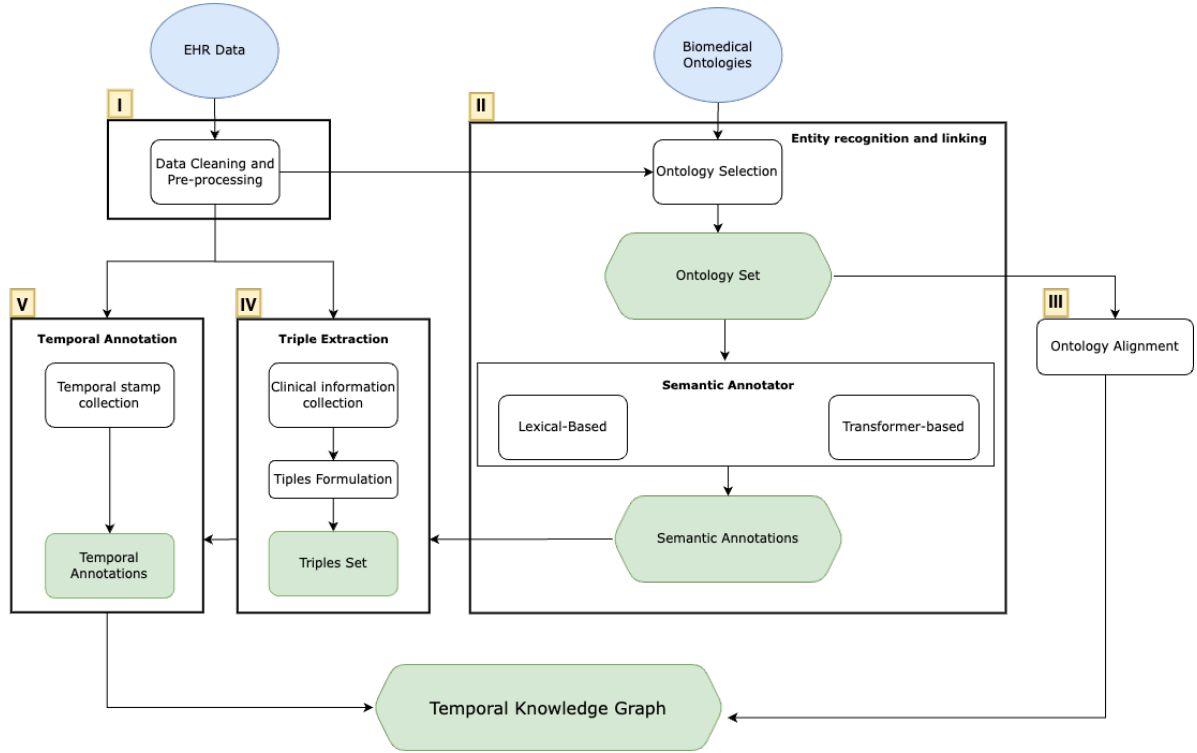 EHR Data
Biomedical
Ontologies
I
II
Entity recognition and linking
Data Cleaning and
Pre-processing
Ontology Selection
Ontology Set
V
IV
III
Temporal Annotation
Triple Extraction
Ontology Alignment
Temporal stamp
collection
Clinical information
collection
Semantic Annotator
Lexical-Based
Transformer-based
Tiples Formulation
Semantic Annotations
Temporal
Annotations
Triples Set
Temporal Knowledge Graph